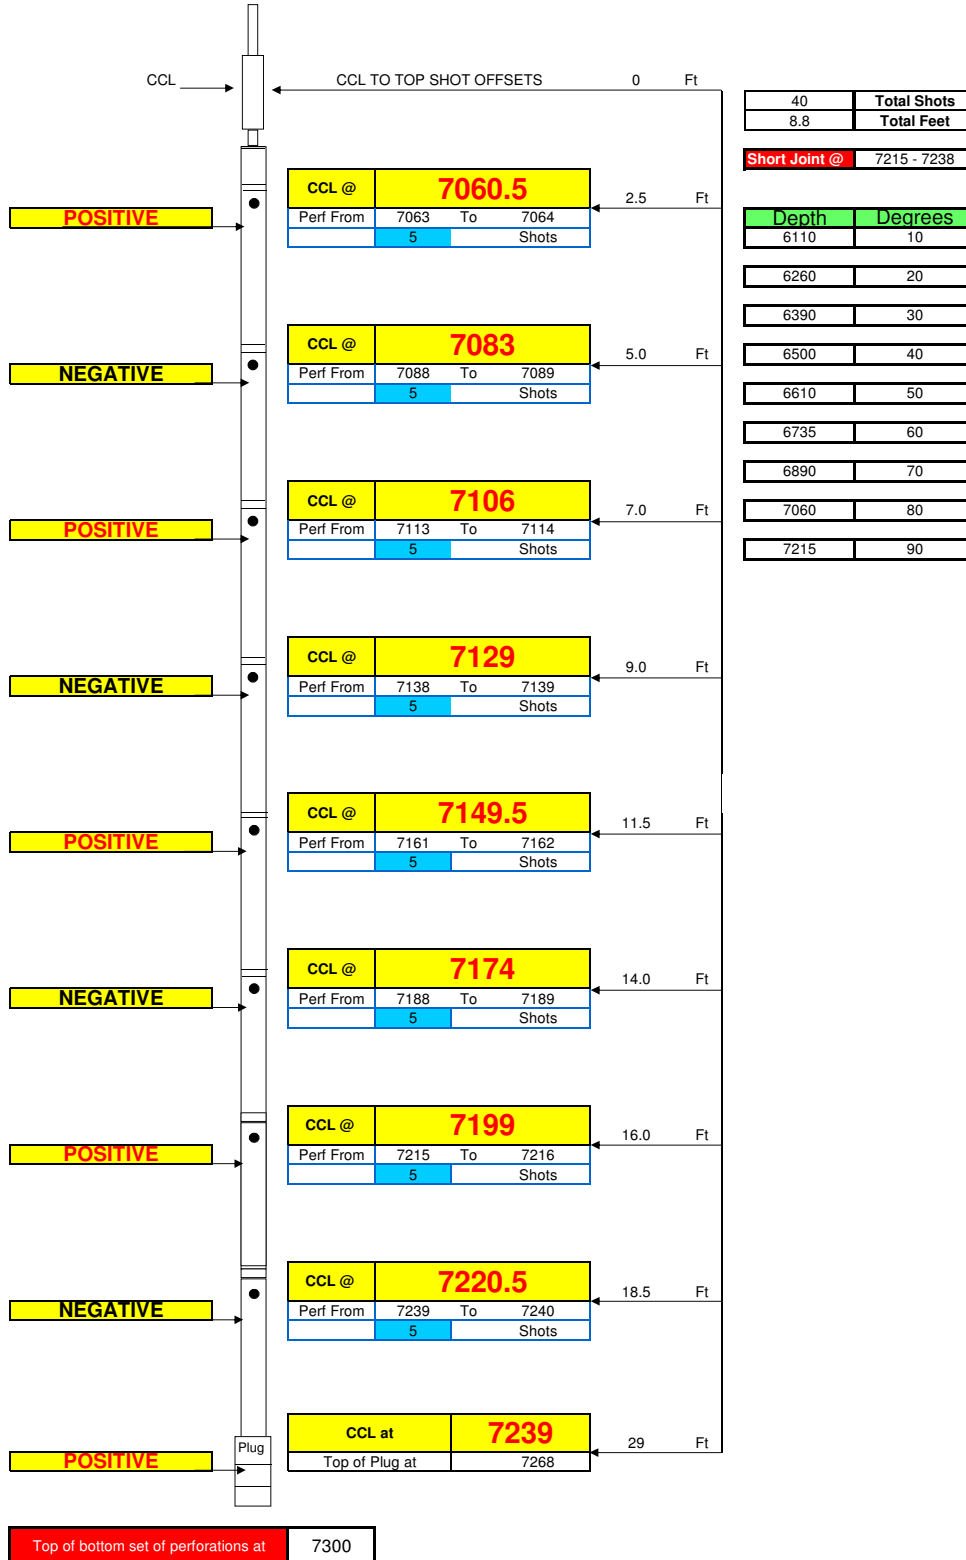 CCL CCL TO TOP SHOT OFFSETS 0 Ft
40 Total Shots
8.8 Total Feet
Short Joint @ 7215 - 7238
CCL @ 7060.5 2.5 Ft
POSITIVE Perf From 7063 To 7064
5 Shots
Depth Degrees
6110 10
6260 20
6390 30
6500 40
6610 50
6735 60
6890 70
7060 80
7215 90
CCL @ 7083 5.0 Ft
NEGATIVE Perf From 7088 To 7089
5 Shots
CCL @ 7106 7.0 Ft
POSITIVE Perf From 7113 To 7114
5 Shots
CCL @ 7129 9.0 Ft
NEGATIVE Perf From 7138 To 7139
5 Shots
CCL @ 7149.5 11.5 Ft
POSITIVE Perf From 7161 To 7162
5 Shots
CCL @ 7174 14.0 Ft
NEGATIVE Perf From 7188 To 7189
5 Shots
CCL @ 7199 16.0 Ft
POSITIVE Perf From 7215 To 7216
5 Shots
CCL @ 7220.5 18.5 Ft
NEGATIVE Perf From 7239 To 7240
5 Shots
Plug CCL at 7239 29 Ft
POSITIVE Top of Plug at 7268
Top of bottom set of perforations at 7300